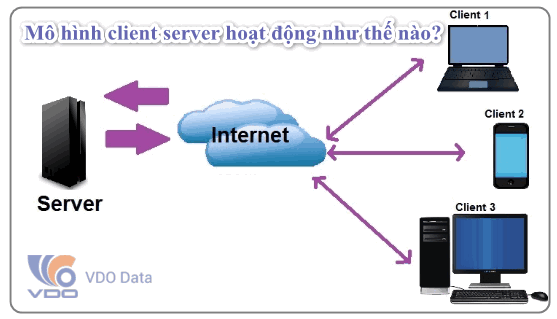 Mô hình client server hoạt động như thế nào?
Client 1
Client 2
Internet
Server
Client 3
VDO
VDO Data